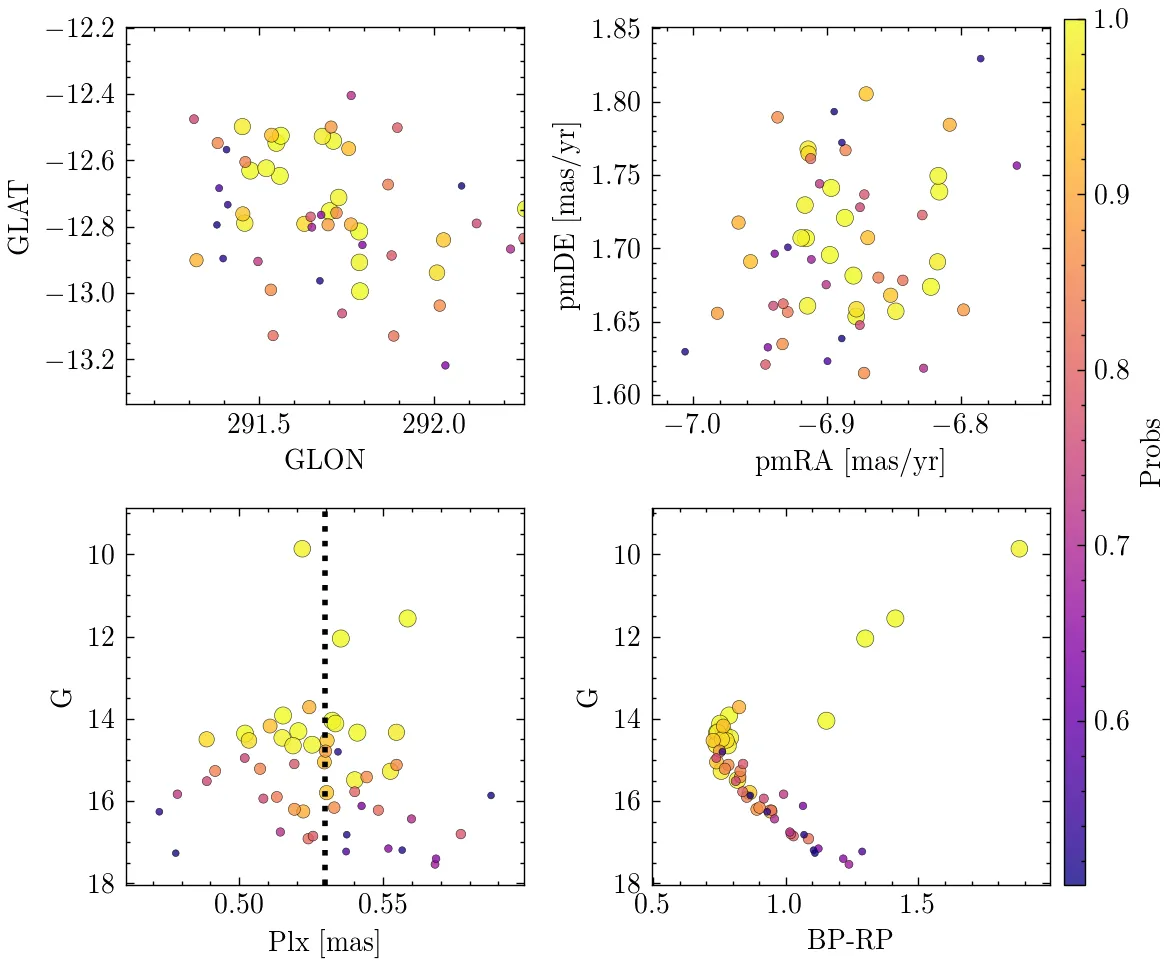 −12.2
−12.4
−12.6
−12.8
−13.0
−13.2
GLAT
291.5 292.0
GLON
1.85
1.80
1.75
1.70
1.65
1.60
pmDE [mas/yr]
−7.0 −6.9 −6.8
pmRA [mas/yr]
10
12
14
16
18
G
0.50 0.55
Plx [mas]
10
12
14
16
18
G
0.5 1.0 1.5
BP-RP
1.0
0.9
0.8
0.7
0.6
Probs